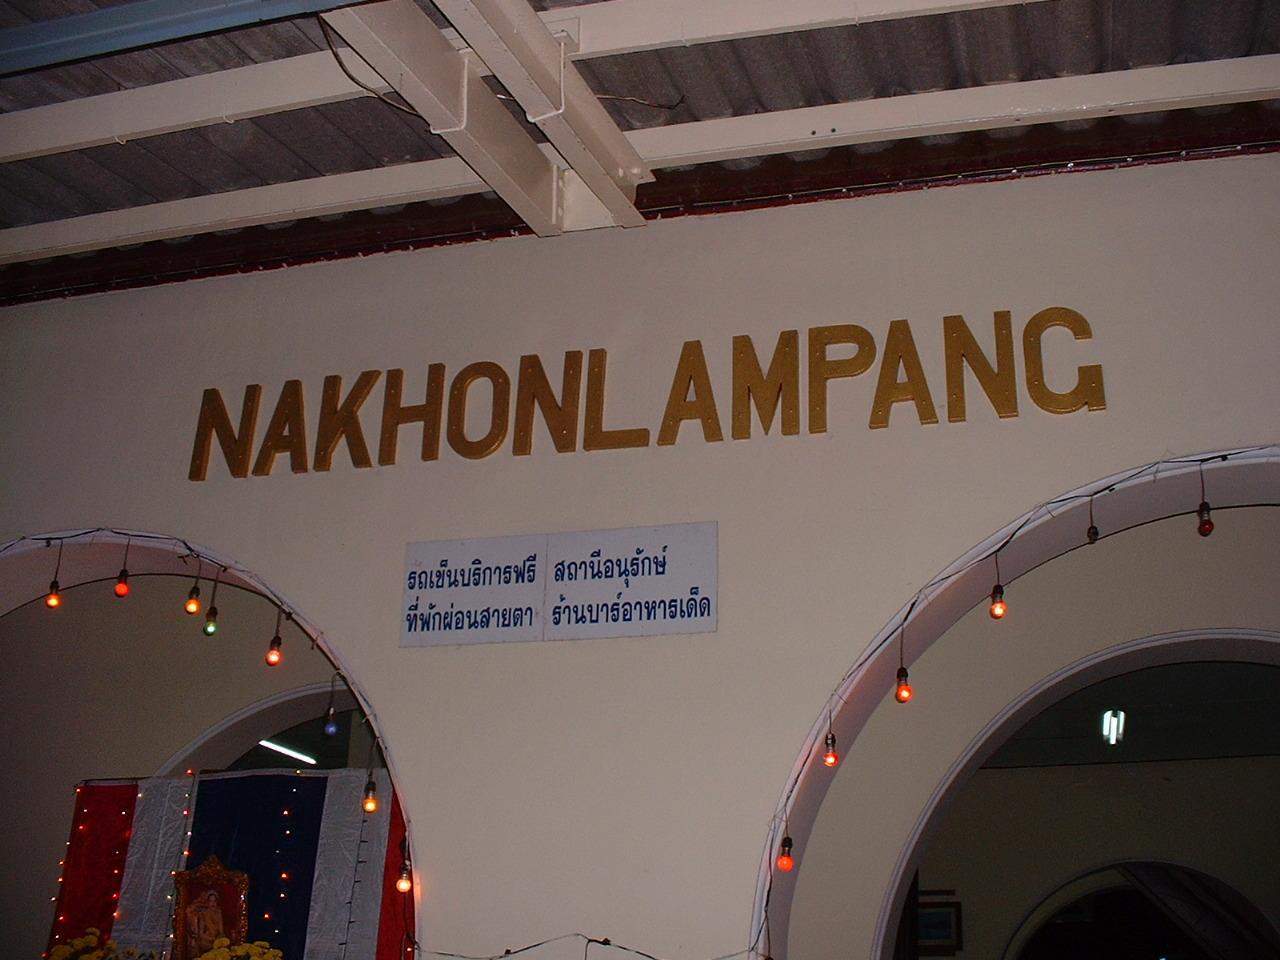 NAKHONLAMPANG
รถเข็นบริการฟรี สถานีอนุรักษ์
ที่พักผ่อนสายตา ร้านบาร์อาหารเด็ด